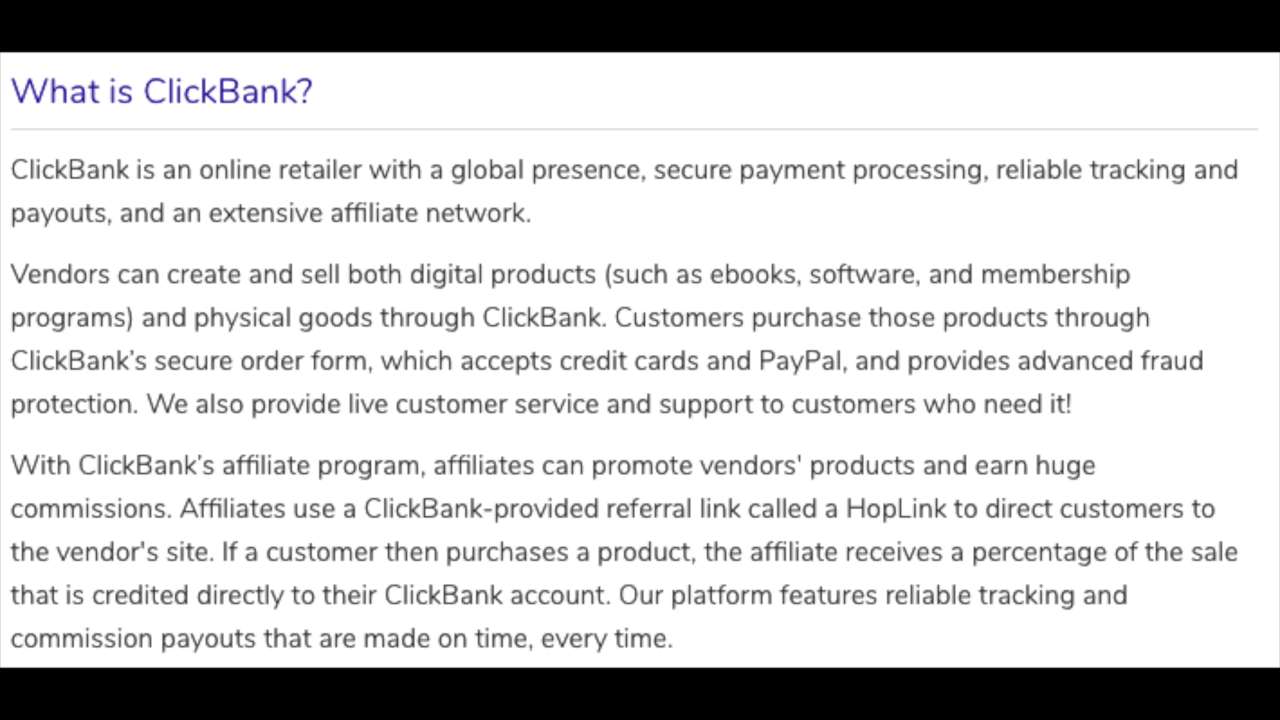 What is ClickBank?
ClickBank is an online retailer with a global presence, secure payment processing, reliable tracking and
payouts, and an extensive affiliate network.
Vendors can create and sell both digital products (such as ebooks, software, and membership
programs) and physical goods through ClickBank. Customers purchase those products through
ClickBank’s secure order form, which accepts credit cards and PayPal, and provides advanced fraud
protection. We also provide live customer service and support to customers who need it!
With ClickBank’s affiliate program, affiliates can promote vendors' products and earn huge
commissions. Affiliates use a ClickBank-provided referral link called a HopLink to direct customers to
the vendor's site. If a customer then purchases a product, the affiliate receives a percentage of the sale
that is credited directly to their ClickBank account. Our platform features reliable tracking and
commission payouts that are made on time, every time.